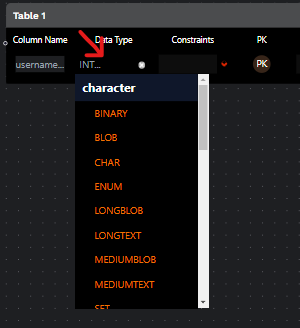 Table 1
Column Name Data Type Constraints PK
username... INT... PK
character
BINARY
BLOB
CHAR
ENUM
LONGBLOB
LONGTEXT
MEDIUMBLOB
MEDIUMTEXT
SET